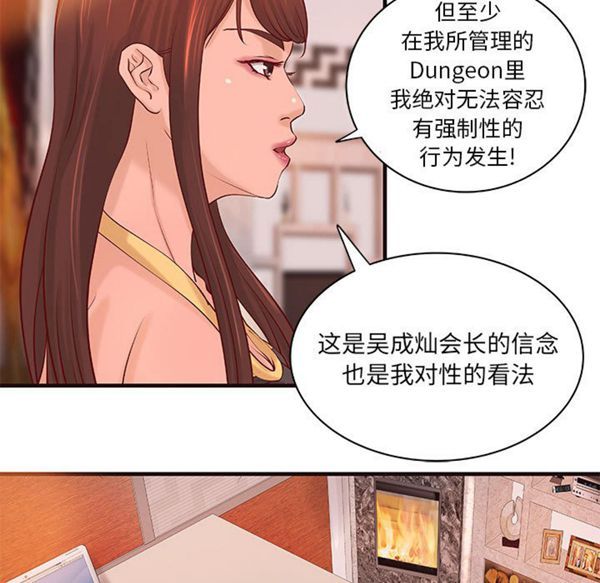 但至少
在我所管理的
Dungeon里
我绝对无法容忍
有强制性的
行为发生!
这是吴成灿会长的信念
也是我对性的看法